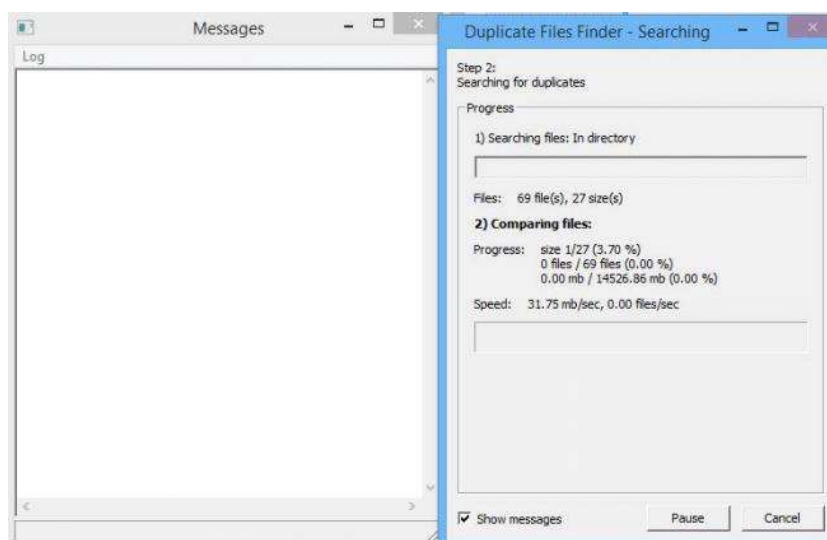 Messages
Log
Duplicate Files Finder - Searching
Step 2:
Searching for duplicates
Progress
1) Searching files: In directory
Files: 69 file(s), 27 size(s)
2) Comparing files:
Progress: size 1/27 (3.70 %)
0 files / 69 files (0.00 %)
0.00 mb / 14526.86 mb (0.00 %)
Speed: 31.75 mb/sec, 0.00 files/sec
Show messages
Pause
Cancel